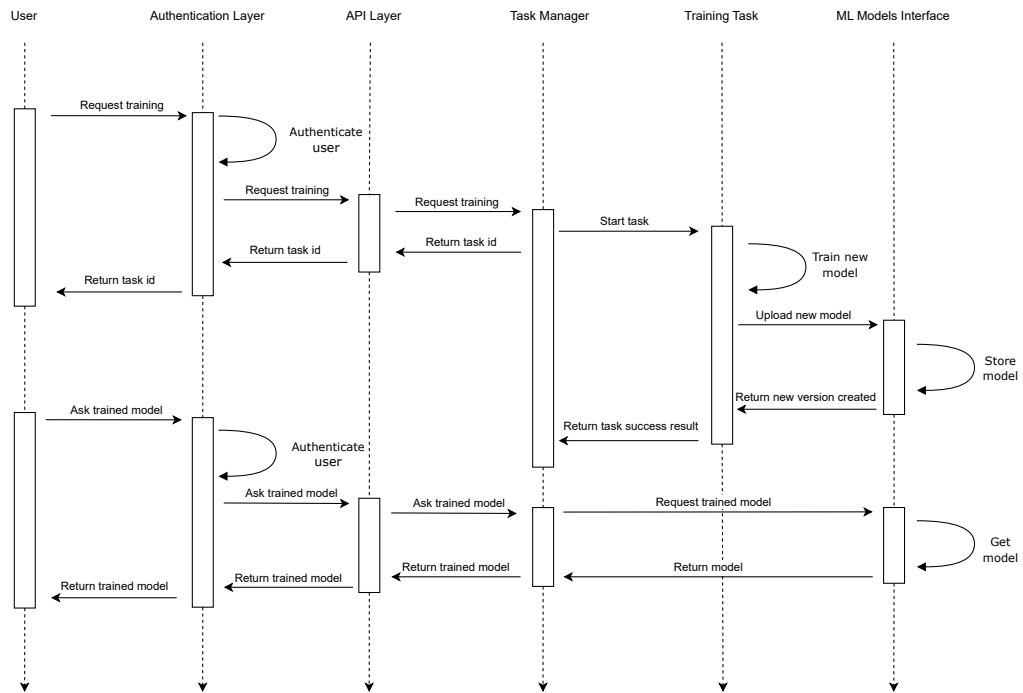 User
Authentication Layer
API Layer
Task Manager
Training Task
ML Models Interface
Request training
Authenticate
user
Request training
Request training
Start task
Return task id
Return task id
Return task id
Train new
model
Upload new model
Store
model
Return new version created
Return task success result
Ask trained model
Authenticate
user
Ask trained model
Ask trained model
Request trained model
Get
model
Return model
Return trained model
Return trained model
Return trained model